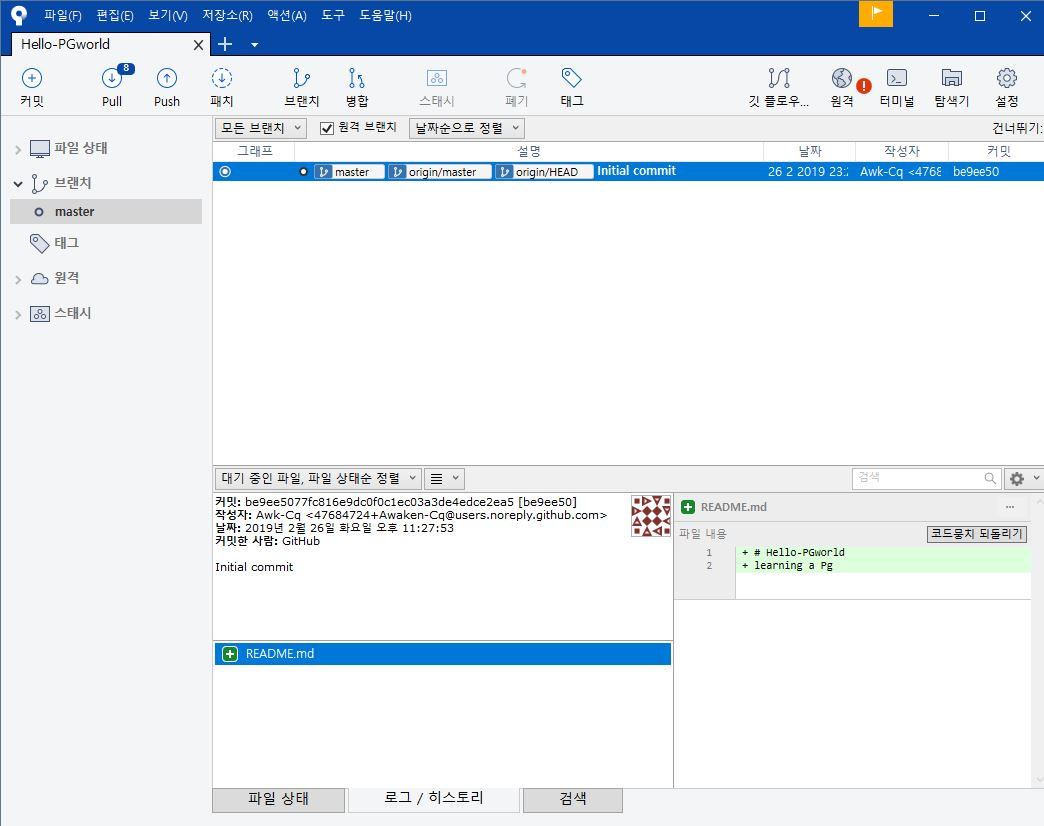 파일(F) 편집(E) 보기(V) 저장소(R) 액션(A) 도구 도움말(H)
Hello-PGworld
8
커밋 Pull Push 패치 브랜치 병합 스태시 폐기 태그 깃 플로우... 원격 터미널 탐색기 설정
모든 브랜치 원격 브랜치 날짜순으로 정렬 건너뛰기:
그래프 설명 날짜 작성자 커밋
master origin/master origin/HEAD Initial commit 26 2 2019 23:2 Awk-Cq <4768 be9ee50
파일 상태
브랜치
master
태그
원격
스태시
대기 중인 파일, 파일 상태순 정렬 검색
커밋: be9ee5077fc816e9dc0f0c1ec03a3de4edce2ea5 [be9ee50]
작성자: Awk-Cq <47684724+Awaken-Cq@users.noreply.github.com>
날짜: 2019년 2월 26일 화요일 오후 11:27:53
커밋한 사람: GitHub
Initial commit
README.md
README.md ...
파일 내용 코드뭉치 되돌리기
1 + # Hello-PGworld
2 + learning a Pg
파일 상태 로그 / 히스토리 검색